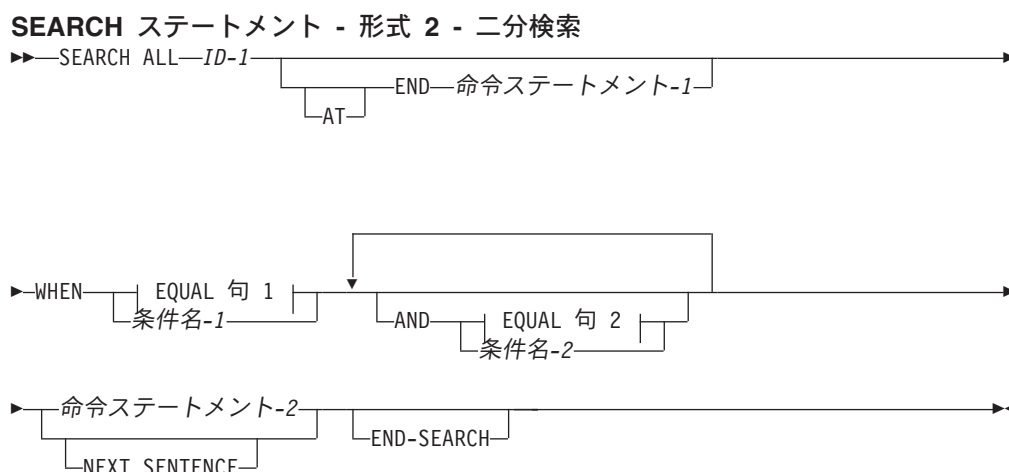 SEARCH ステートメント - 形式 2 - 二分検索
SEARCH ALL ID-1
END 命令ステートメント-1
AT
WHEN EQUAL 句 1
条件名-1
AND EQUAL 句 2
条件名-2
命令ステートメント-2
END-SEARCH
NEXT SENTENCE